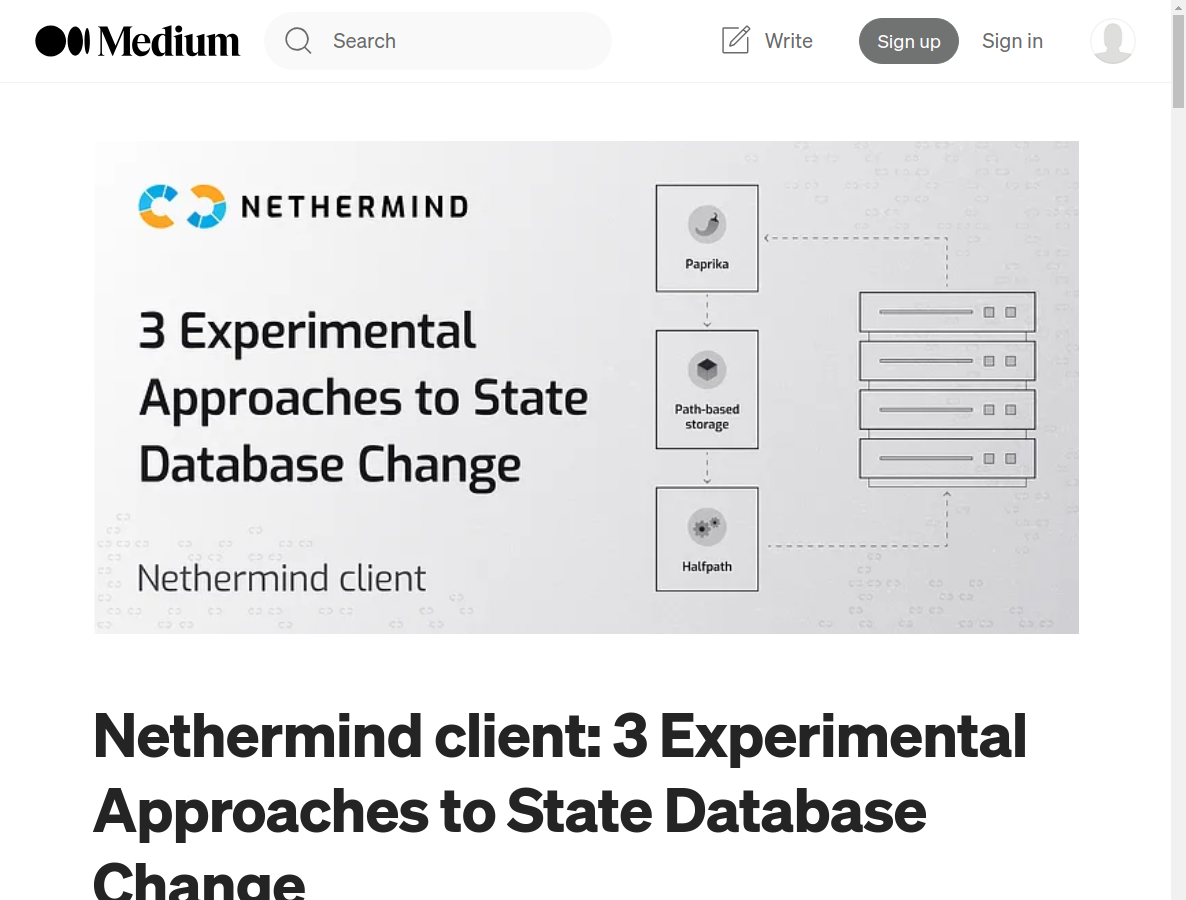 Medium
Search
Write
Sign up
Sign in
NETHERMIND
3 Experimental
Approaches to State
Database Change
Nethermind client
Paprika
Path-based
storage
Halfpath
Nethermind client: 3 Experimental
Approaches to State Database
Change